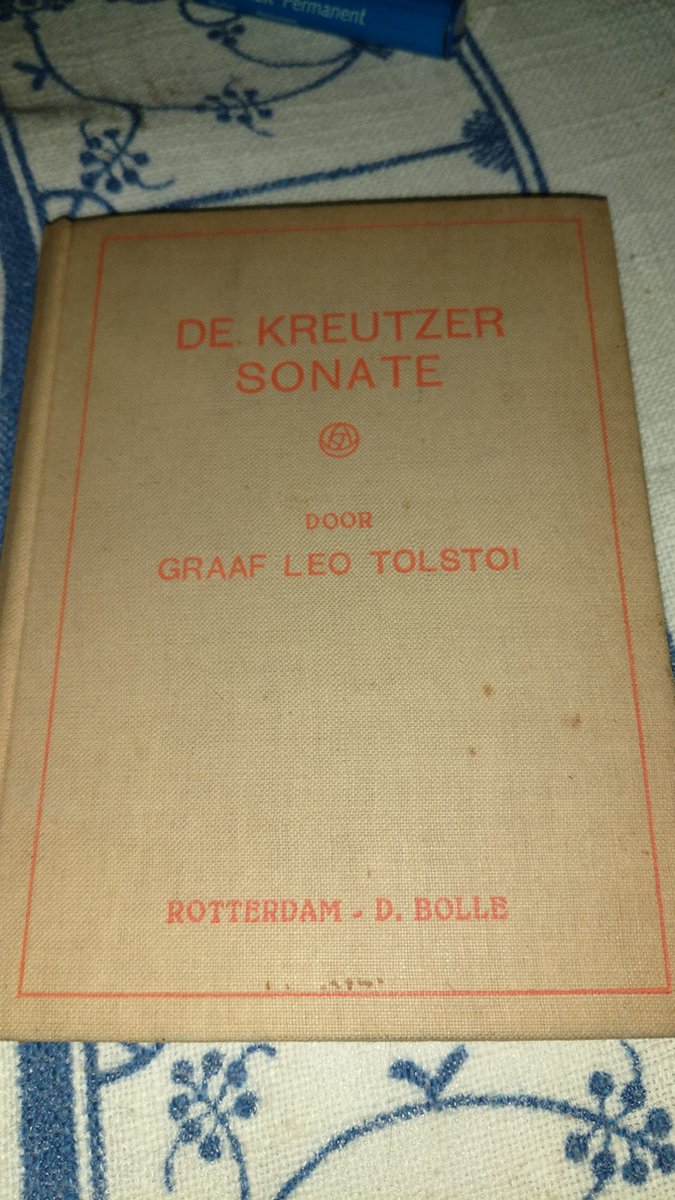 Permanent
DE KREUTZER
SONATE
DOOR
GRAAF LEO TOLSTOI
ROTTERDAM - D. BOLLE